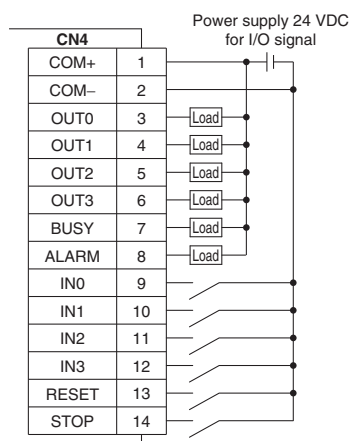 Power supply 24 VDC
for I/O signal
CN4
COM+ 1
COM– 2
OUT0 3 Load
OUT1 4 Load
OUT2 5 Load
OUT3 6 Load
BUSY 7 Load
ALARM 8 Load
IN0 9
IN1 10
IN2 11
IN3 12
RESET 13
STOP 14